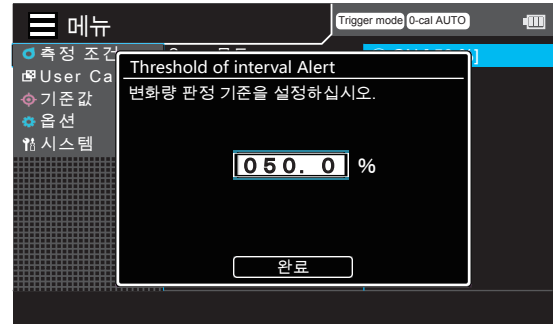 메뉴
Trigger mode 0-cal AUTO
측정 조건
User Ca
기준값
옵션
시스템
Threshold of interval Alert
변화량 판정 기준을 설정하십시오.
050. 0 %
완료